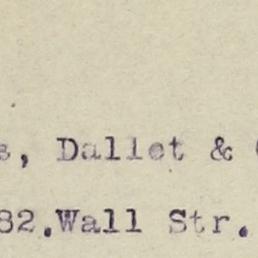 s, Dallet &
82.Wall Str.